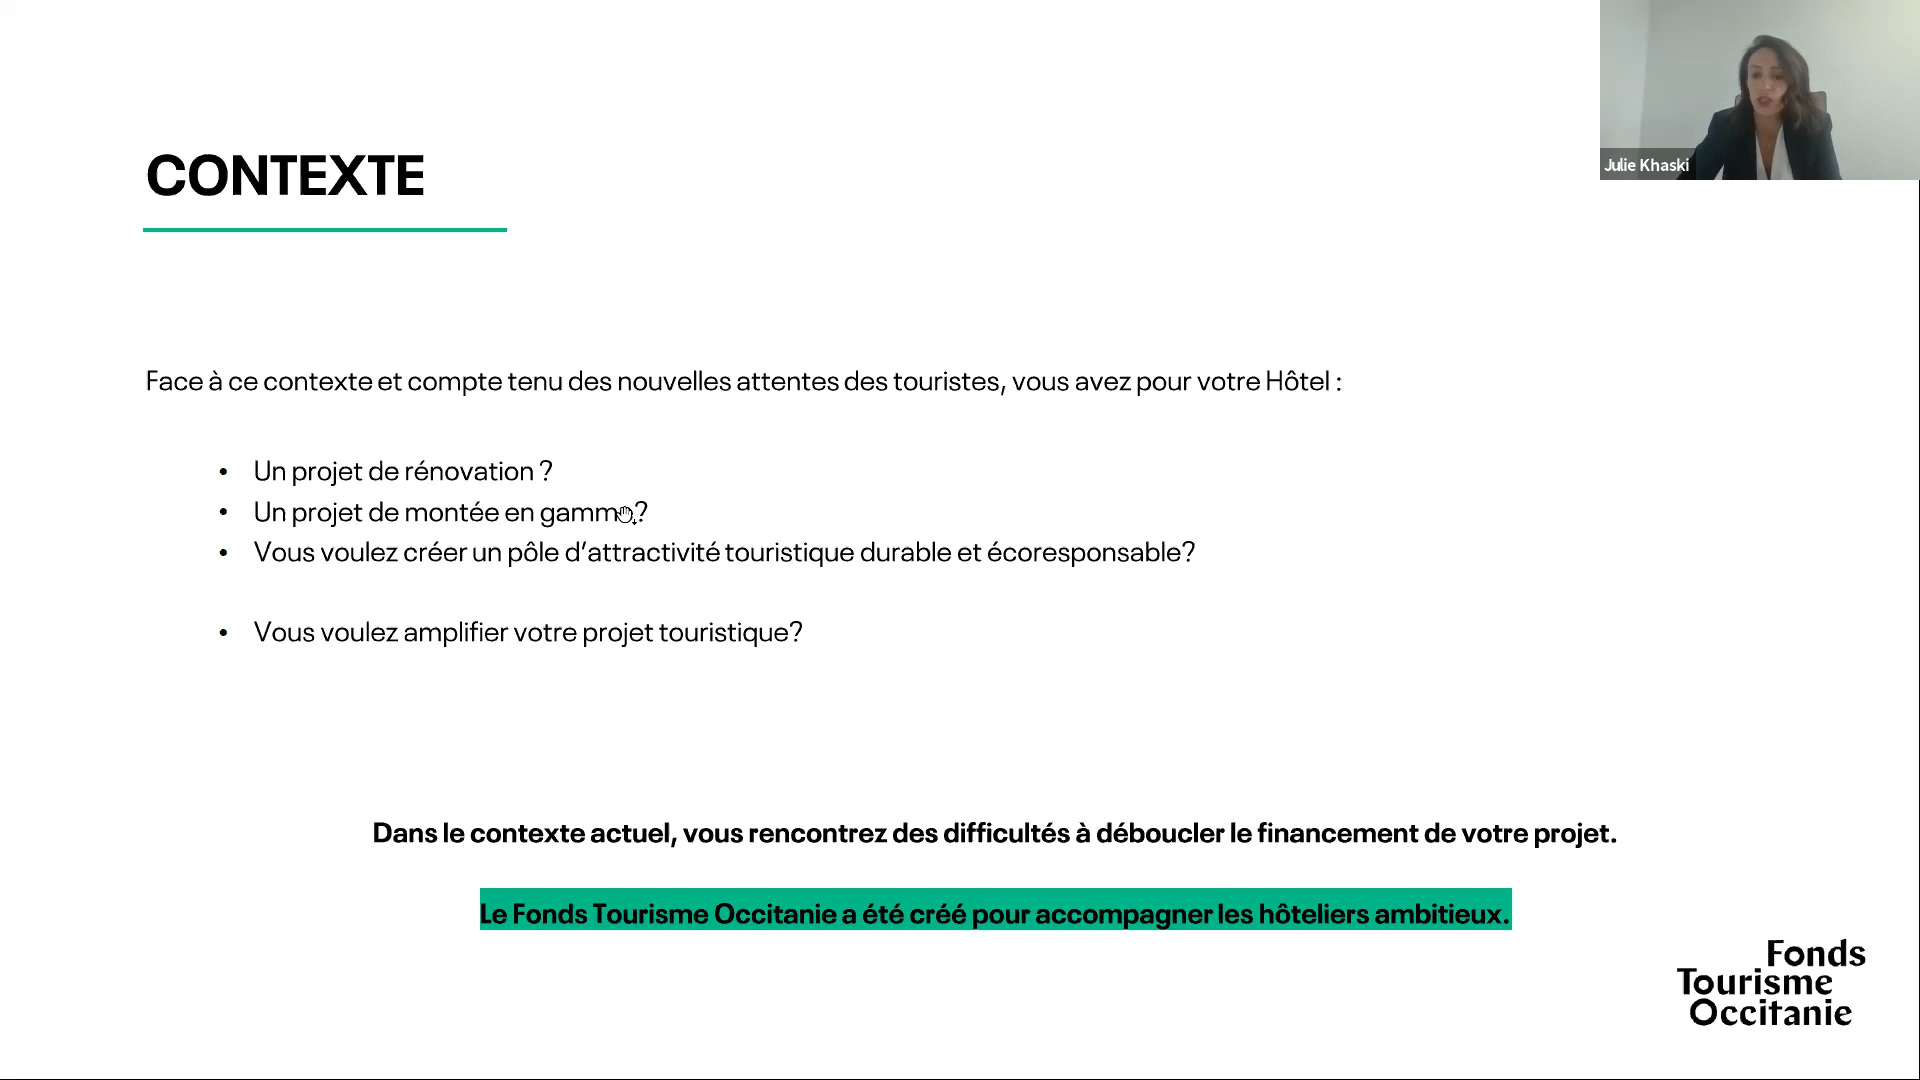 Julie Khaski
CONTEXTE
Face à ce contexte et compte tenu des nouvelles attentes des touristes, vous avez pour votre Hôtel :
• Un projet de rénovation ?
• Un projet de montée en gamm ?
• Vous voulez créer un pôle d’attractivité touristique durable et écoresponsable?
• Vous voulez amplifier votre projet touristique?
Dans le contexte actuel, vous rencontrez des difficultés à déboucler le financement de votre projet.
Le Fonds Tourisme Occitanie a été créé pour accompagner les hôteliers ambitieux.
Fonds
Tourisme
Occitanie